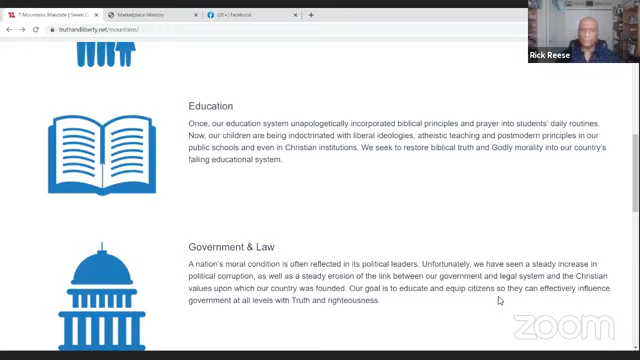 7 Mountains Mandate | Seven C
Marketplace Ministry
(20+) Facebook
truthandliberty.net/mountains/
Rick Reese
Education
Once, our education system unapologetically incorporated biblical principles and prayer into students' daily routines.
Now, our children are being indoctrinated with liberal ideologies, atheistic teaching and postmodern principles in our
public schools and even in Christian institutions. We seek to restore biblical truth and Godly morality into our country's
failing educational system.
Government & Law
A nation's moral condition is often reflected in its political leaders. Unfortunately, we have seen a steady increase in
political corruption, as well as a steady erosion of the link between our government and legal system and the Christian
values upon which our country was founded. Our goal is to educate and equip citizens so they can effectively influence
government at all levels with Truth and righteousness.
zoom